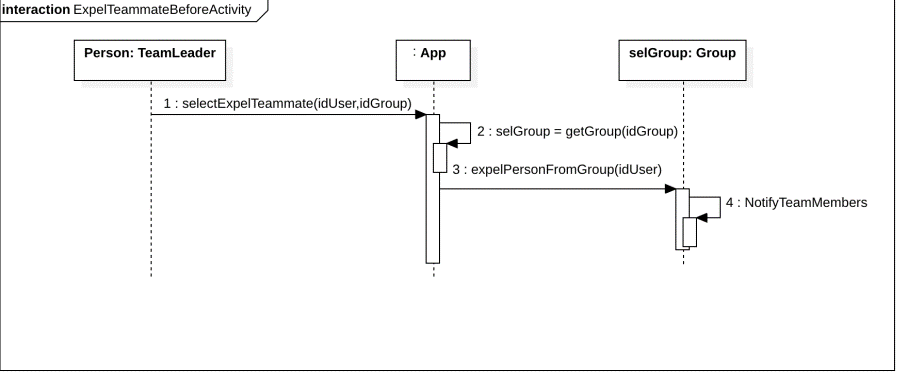 interaction ExpelTeammateBeforeActivity
Person: TeamLeader
: App
selGroup: Group
1 : selectExpelTeammate(idUser,idGroup)
2 : selGroup = getGroup(idGroup)
3 : expelPersonFromGroup(idUser)
4 : NotifyTeamMembers